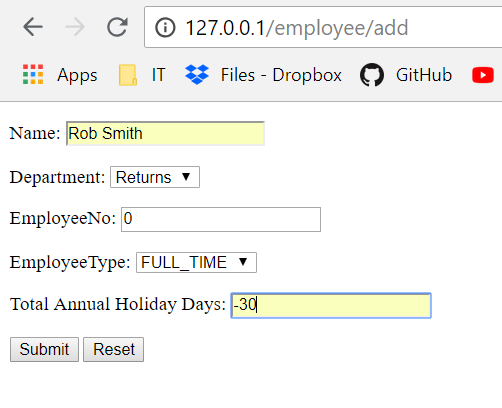 127.0.0.1/employee/add
Apps IT Files - Dropbox GitHub
Name: Rob Smith
Department: Returns
EmployeeNo: 0
EmployeeType: FULL_TIME
Total Annual Holiday Days: -30
Submit Reset